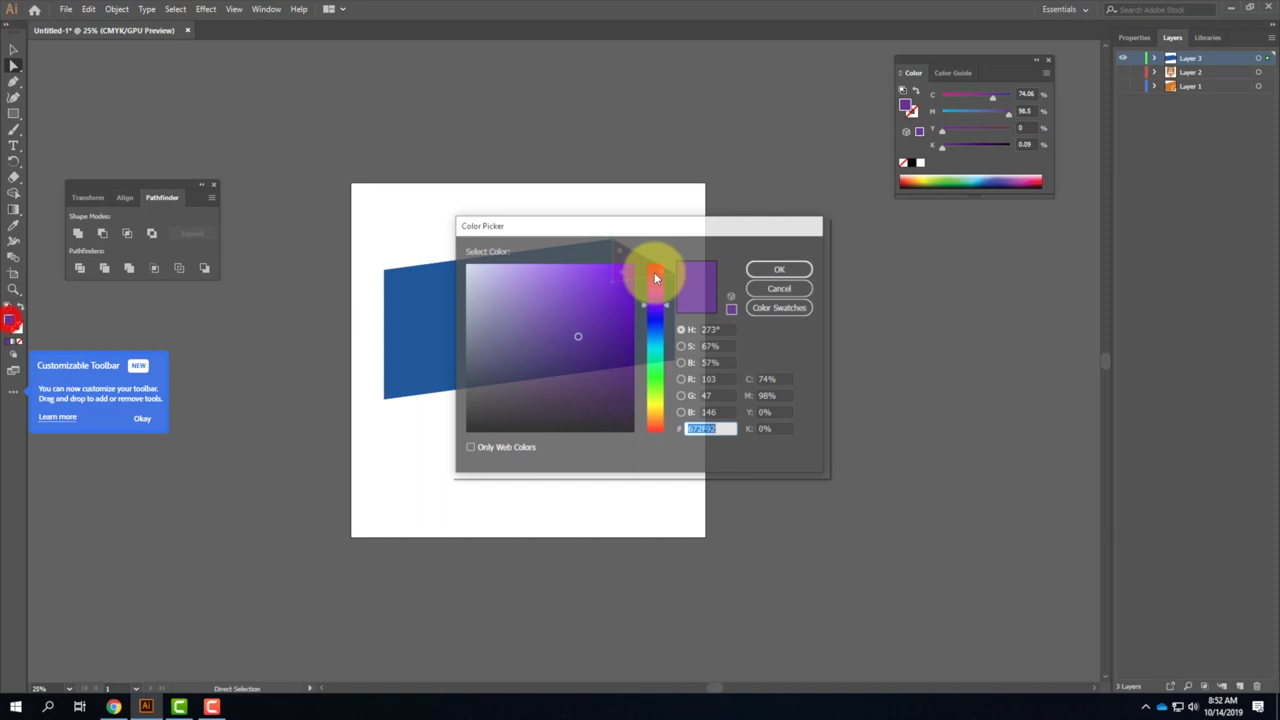 Ai
File
Edit
Object
Type
Select
Effect
View
Window
Help
Essentials
Search Adobe Stock
Untitled-1* @ 25% (CMYK/GPU Preview)
Properties
Layers
Libraries
Layer 3
Layer 2
Layer 1
Color
Color Guide
C 74.06 %
M 98.5 %
Y 0 %
K 0.09 %
Transform
Align
Pathfinder
Shape Modes:
Expand
Pathfinders:
Color Picker
Select Color:
OK
Cancel
Color Swatches
H: 273°
S: 67%
B: 57%
R: 103 C: 74%
G: 47 M: 98%
B: 146 Y: 0%
# 672F92 K: 0%
Only Web Colors
Customizable Toolbar NEW
You can now customize your toolbar.
Drag and drop to add or remove tools.
Learn more
Okay
25%
1
Direct Selection
3 Layers
Ai
8:52 AM
10/14/2019